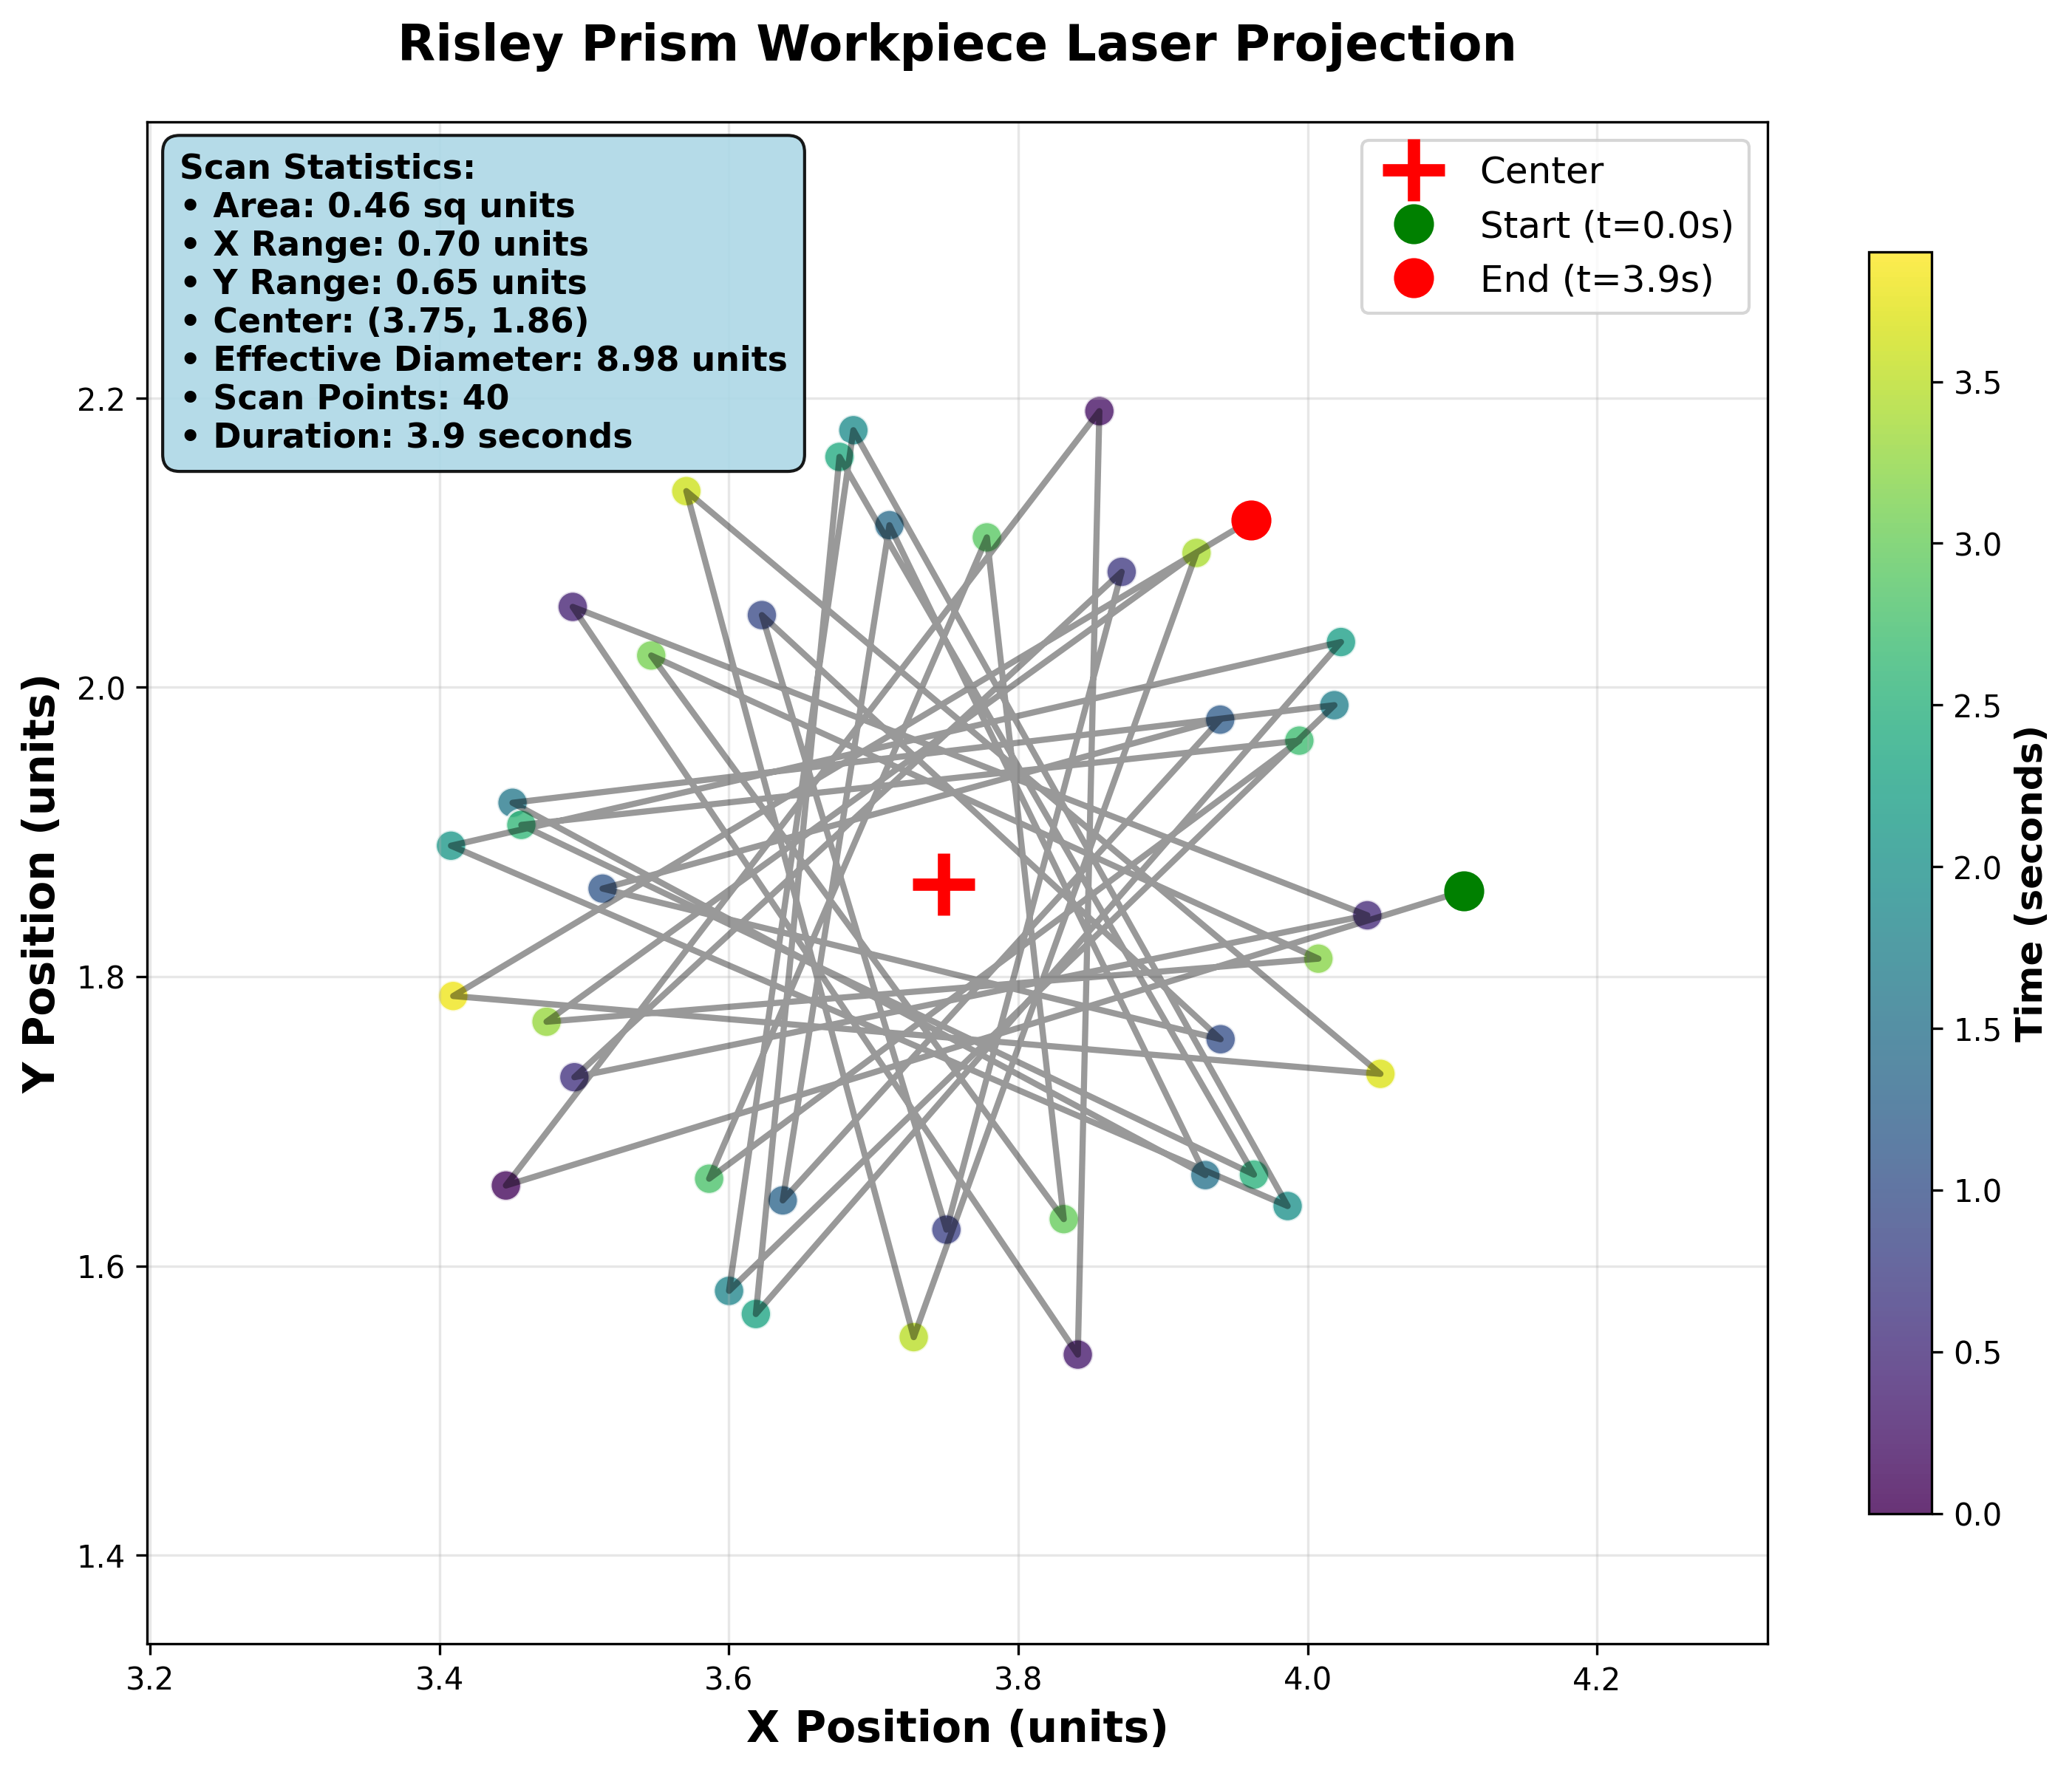 Risley Prism Workpiece Laser Projection
Scan Statistics:
• Area: 0.46 sq units
• X Range: 0.70 units
• Y Range: 0.65 units
• Center: (3.75, 1.86)
• Effective Diameter: 8.98 units
• Scan Points: 40
• Duration: 3.9 seconds
Center
Start (t=0.0s)
End (t=3.9s)
Y Position (units)
2.2
2.0
1.8
1.6
1.4
3.2
3.4
3.6
3.8
4.0
4.2
X Position (units)
3.5
3.0
2.5
2.0
1.5
1.0
0.5
0.0
Time (seconds)